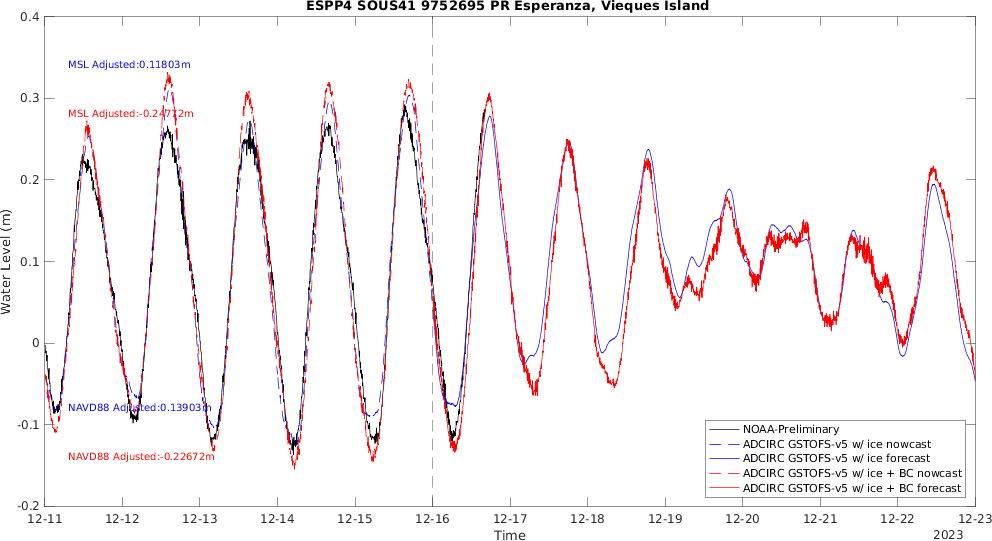 ESPP4 SOUS41 9752695 PR Esperanza, Vieques Island
0.4
0.3
0.2
0.1
0
-0.1
-0.2
Water Level (m)
MSL Adjusted:0.11803m
MSL Adjusted:-0.24772m
NAVD88 Adjusted:0.13903m
NAVD88 Adjusted:-0.22672m
NOAA-Preliminary
ADCIRC GSTOFS-v5 w/ ice nowcast
ADCIRC GSTOFS-v5 w/ ice forecast
ADCIRC GSTOFS-v5 w/ ice + BC nowcast
ADCIRC GSTOFS-v5 w/ ice + BC forecast
12-11 12-12 12-13 12-14 12-15 12-16 12-17 12-18 12-19 12-20 12-21 12-22 12-23
Time
2023